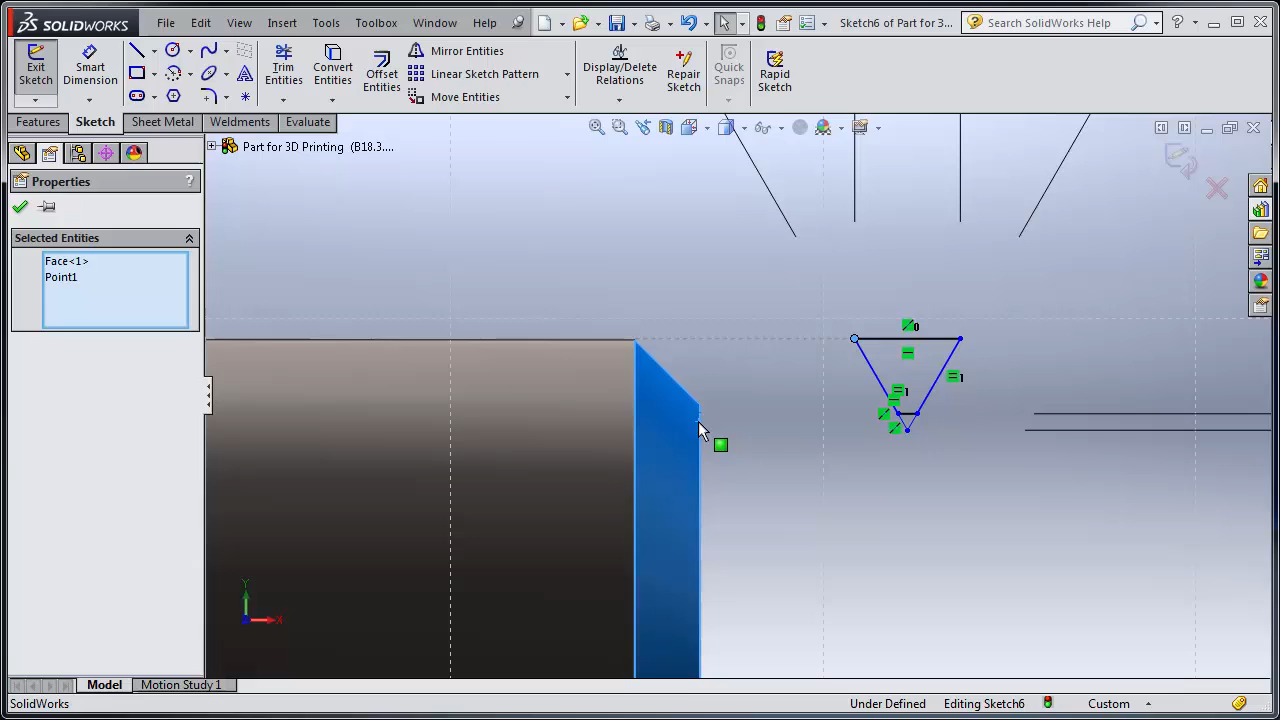 SOLIDWORKS
File
Edit
View
Insert
Tools
Toolbox
Window
Help
Sketch6 of Part for 3...
Search SolidWorks Help
Exit
Sketch
Smart
Dimension
Trim
Entities
Convert
Entities
Offset
Entities
Mirror Entities
Linear Sketch Pattern
Move Entities
Display/Delete
Relations
Repair
Sketch
Quick
Snaps
Rapid
Sketch
Features
Sketch
Sheet Metal
Weldments
Evaluate
Part for 3D Printing (B18.3....
Properties
?
Selected Entities
Face<1>
Point1
0
1
1
Y
X
Model
Motion Study 1
SolidWorks
Under Defined
Editing Sketch6
Custom